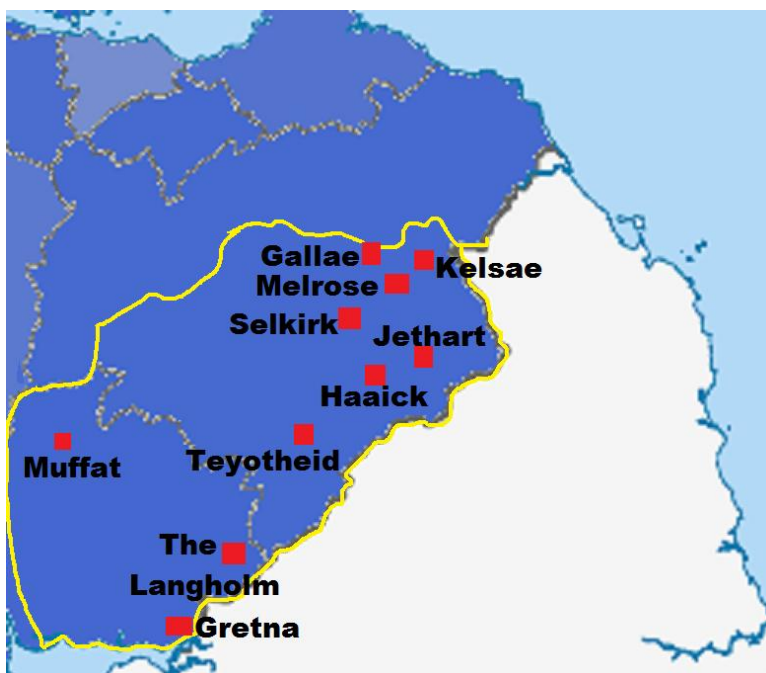 Gallae
Kelsae
Melrose
Selkirk
Jethart
Haaick
Muffat
Teyotheid
The
Langholm
Gretna